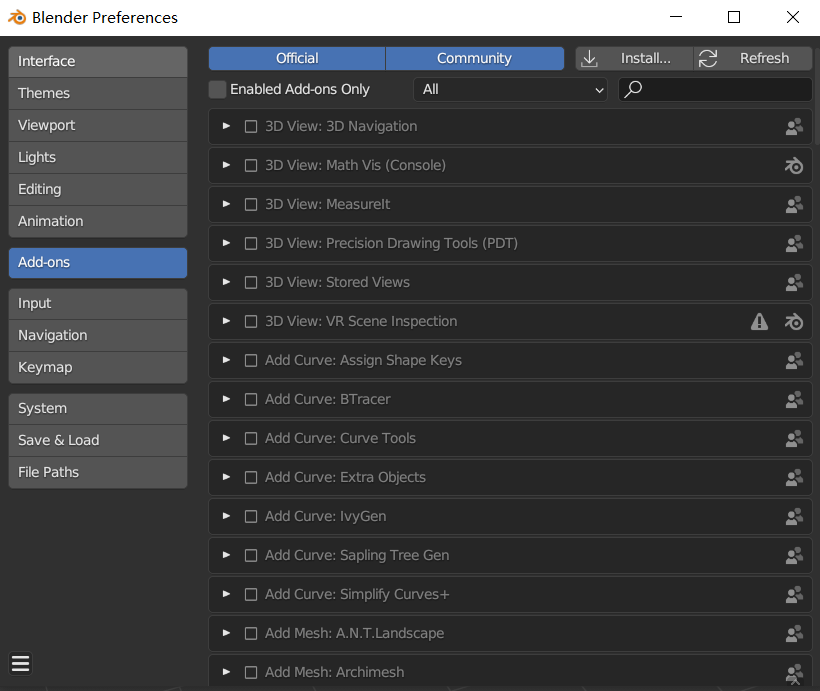 Blender Preferences
Interface
Themes
Viewport
Lights
Editing
Animation
Add-ons
Input
Navigation
Keymap
System
Save & Load
File Paths
Official Community Install... Refresh
Enabled Add-ons Only All
3D View: 3D Navigation
3D View: Math Vis (Console)
3D View: MeasureIt
3D View: Precision Drawing Tools (PDT)
3D View: Stored Views
3D View: VR Scene Inspection
Add Curve: Assign Shape Keys
Add Curve: BTracer
Add Curve: Curve Tools
Add Curve: Extra Objects
Add Curve: IvyGen
Add Curve: Sapling Tree Gen
Add Curve: Simplify Curves+
Add Mesh: A.N.T.Landscape
Add Mesh: Archimesh